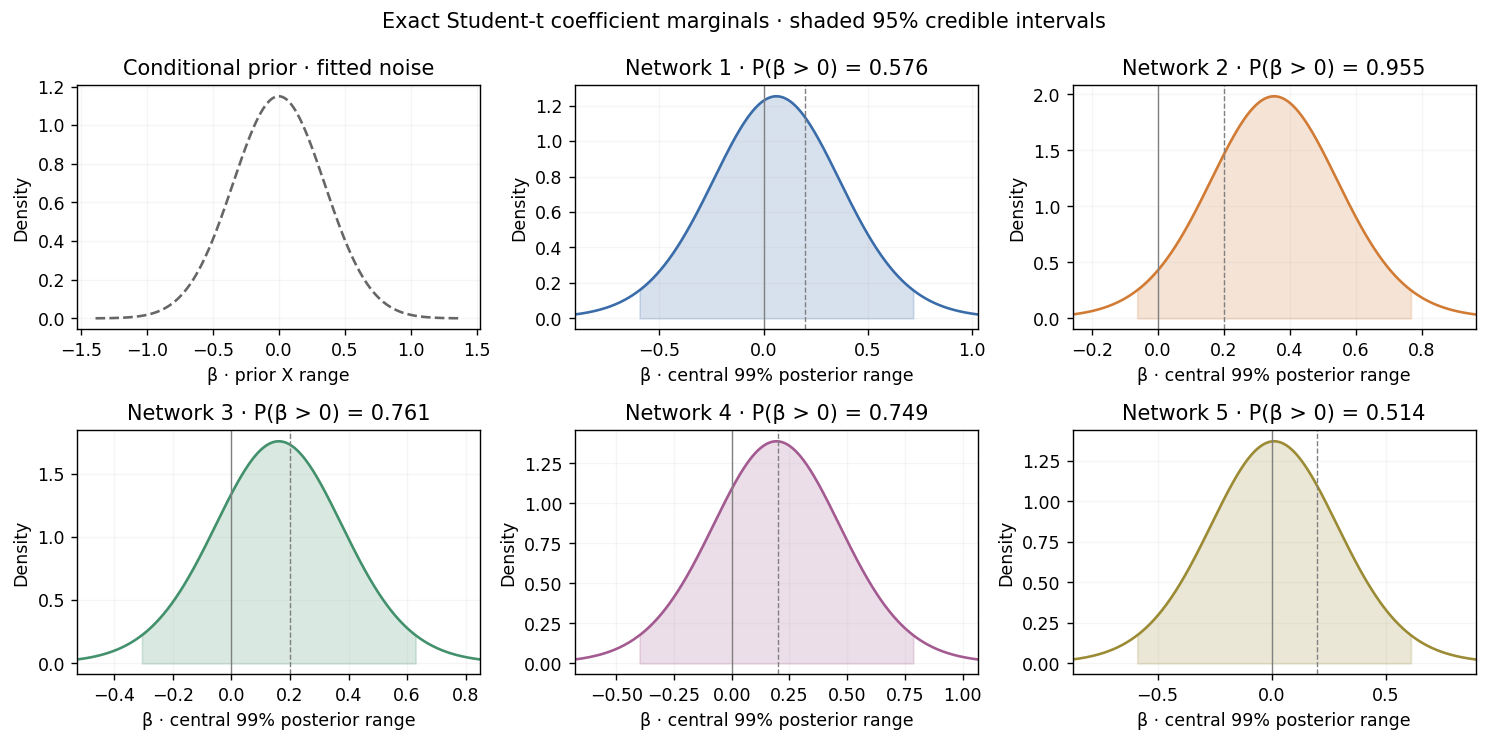 Exact Student-t coefficient marginals · shaded 95% credible intervals
Conditional prior · fitted noise
Density
1.2
1.0
0.8
0.6
0.4
0.2
0.0
−1.5 −1.0 −0.5 0.0 0.5 1.0 1.5
β · prior X range
Network 1 · P(β > 0) = 0.576
Density
1.2
1.0
0.8
0.6
0.4
0.2
0.0
−0.5 0.0 0.5 1.0
β · central 99% posterior range
Network 2 · P(β > 0) = 0.955
Density
2.0
1.5
1.0
0.5
0.0
−0.2 0.0 0.2 0.4 0.6 0.8
β · central 99% posterior range
Network 3 · P(β > 0) = 0.761
Density
1.5
1.0
0.5
0.0
−0.4 −0.2 0.0 0.2 0.4 0.6 0.8
β · central 99% posterior range
Network 4 · P(β > 0) = 0.749
Density
1.25
1.00
0.75
0.50
0.25
0.00
−0.50 −0.25 0.00 0.25 0.50 0.75 1.00
β · central 99% posterior range
Network 5 · P(β > 0) = 0.514
Density
1.25
1.00
0.75
0.50
0.25
0.00
−0.5 0.0 0.5
β · central 99% posterior range